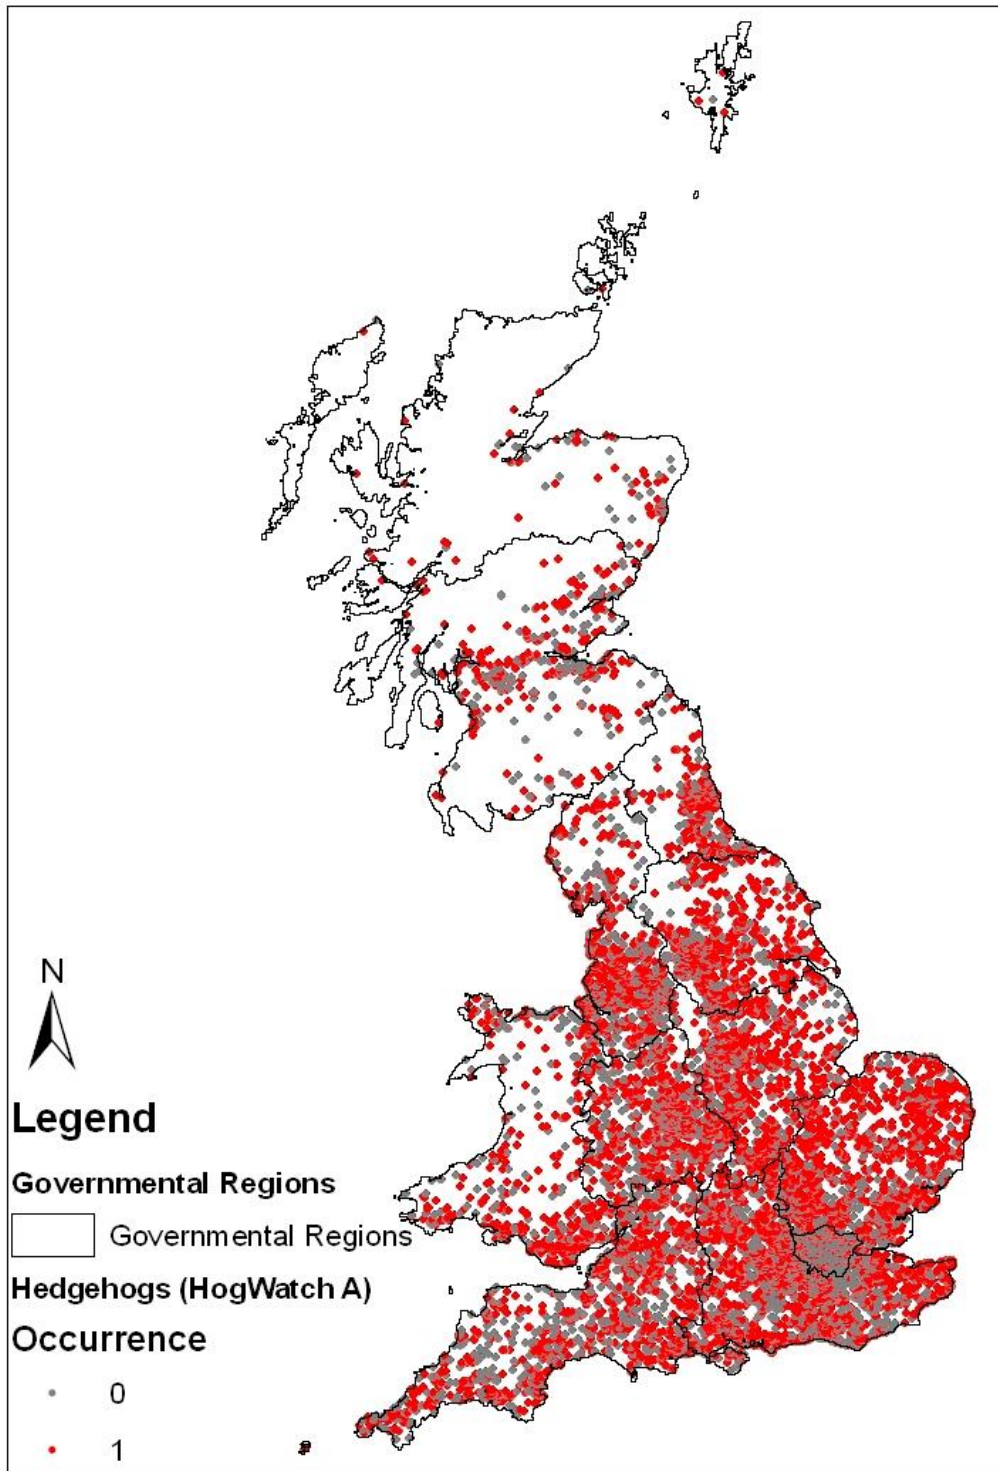 N
Legend
Governmental Regions
Governmental Regions
Hedgehogs (HogWatch A)
Occurrence
0
1